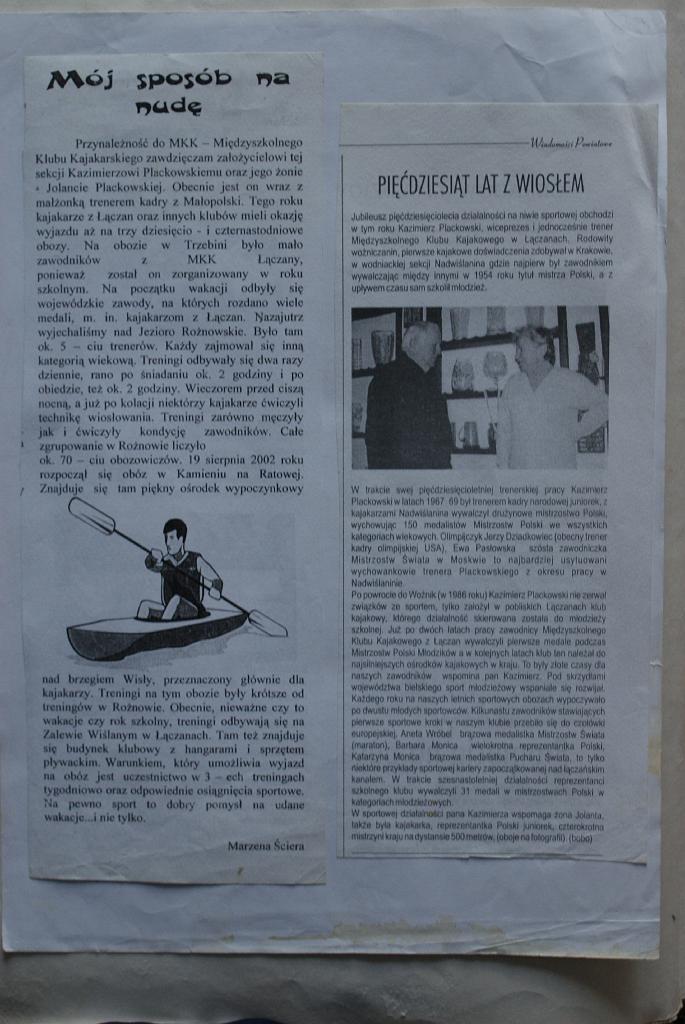 Mój sposób na
nudę
Przynależność do MKK – Międzyszkolnego
Klubu Kajakarskiego zawdzięczam założycielowi tej
sekcji Kazimierzowi Plackowskiemu oraz jego żonie
- Jolancie Plackowskiej. Obecnie jest on wraz z
małżonką trenerem kadry z Małopolski. Tego roku
kajakarze z Łączan oraz innych klubów mieli okazję
wyjazdu aż na trzy dziesięcio - i czternastodniowe
obozy. Na obozie w Trzebini było mało
zawodników z MKK Łączany,
ponieważ został on zorganizowany w roku
szkolnym. Na początku wakacji odbyły się
wojewódzkie zawody, na których rozdano wiele
medali, m. in. kajakarzom z Łączan. Nazajutrz
wyjechaliśmy nad Jezioro Rożnowskie. Było tam
ok. 5 – ciu trenerów. Każdy zajmował się inną
kategorią wiekową. Treningi odbywały się dwa razy
dziennie, rano po śniadaniu ok. 2 godziny i po
obiedzie, też ok. 2 godziny. Wieczorem przed ciszą
nocną, a już po kolacji niektórzy kajakarze ćwiczyli
technikę wiosłowania. Treningi zarówno męczyły
jak i ćwiczyły kondycję zawodników. Całe
zgrupowanie w Rożnowie liczyło
ok. 70 – ciu obozowiczów. 19 sierpnia 2002 roku
rozpoczął się obóz w Kamieniu na Ratowej.
Znajduje się tam piękny ośrodek wypoczynkowy
nad brzegiem Wisły, przeznaczony głównie dla
kajakarzy. Treningi na tym obozie były krótsze od
treningów w Rożnowie. Obecnie, nieważne czy to
wakacje czy rok szkolny, treningi odbywają się na
Zalewie Wiślanym w Łączanach. Tam też znajduje
się budynek klubowy z hangarami i sprzętem
pływackim. Warunkiem, który umożliwia wyjazd
na obóz jest uczestnictwo w 3 – ech treningach
tygodniowo oraz odpowiednie osiągnięcia sportowe.
Na pewno sport to dobry pomysł na udane
wakacje...i nie tylko.
Marzena Ściera
Wiadomości Powiatowe
PIĘĆDZIESIĄT LAT Z WIOSŁEM
Jubileusz pięćdziesięciolecia działalności na niwie sportowej obchodzi
w tym roku Kazimierz Plackowski, wiceprezes i jednocześnie trener
Międzyszkolnego Klubu Kajakowego w Łączanach. Rodowity
woźniczanin, pierwsze kajakowe doświadczenia zdobywał w Krakowie,
w wodniackiej sekcji Nadwiślanina gdzie najpierw był zawodnikiem
wywalczając między innymi w 1954 roku tytuł mistrza Polski, a z
upływem czasu sam szkolił młodzież.
W trakcie swej pięćdziesięcioletniej trenerskiej pracy Kazimierz
Plackowski w latach 1967 69 był trenerem kadry narodowej juniorek, z
kajakarzami Nadwiślanina wywalczył drużynowe mistrzostwo Polski,
wychowując 150 medalistów Mistrzostw Polski we wszystkich
kategoriach wiekowych. Olimpijczyk Jerzy Dziadkowiec (obecny trener
kadry olimpijskiej USA), Ewa Pasłowska szósta zawodniczka
Mistrzostw Świata w Moskwie to najbardziej usytuowani
wychowankowie trenera Plackowskiego z okresu pracy w
Nadwiślaninie.
Po powrocie do Woźnik (w 1986 roku) Kazimierz Plackowski nie zerwał
związków ze sportem, tylko założył w pobliskich Łączanach klub
kajakowy, którego działalność skierowana została do młodzieży
szkolnej. Już po dwóch latach pracy zawodnicy Międzyszkolnego
Klubu Kajakowego z Łączan wywalczyli pierwsze medale podczas
Mistrzostw Polski Młodzików a w kolejnych latach klub ten należał do
najsilniejszych ośrodków kajakowych w kraju. To były złote czasy dla
naszych zawodników wspomina pan Kazimierz. Pod skrzydłami
województwa bielskiego sport młodzieżowy wspaniale się rozwijał.
Każdego roku na naszych letnich sportowych obozach wypoczywało
po dwustu młodych sportowców. Kilkunastu zawodników stawiających
pierwsze sportowe kroki w naszym klubie przebiło się do czołówki
europejskiej. Aneta Wróbel brązowa medalistka Mistrzostw Świata
(maraton), Barbara Monica wielokrotna reprezentantka Polski,
Katarzyna Monica brązowa medalistka Pucharu Świata, to tylko
niektóre przykłady sportowej kariery zapoczątkowanej nad łączańskim
kanałem. W trakcie szesnastoletniej działalności reprezentanci
szkolnego klubu wywalczyli 31 medali w mistrzostwach Polski w
kategoriach młodzieżowych.
W sportowej działalności pana Kazimierza wspomaga żona Jolanta,
także była kajakarka, reprezentantka Polski juniorek, czterokrotna
mistrzyni kraju na dystansie 500 metrów. (oboje na fotografii). (bobo)